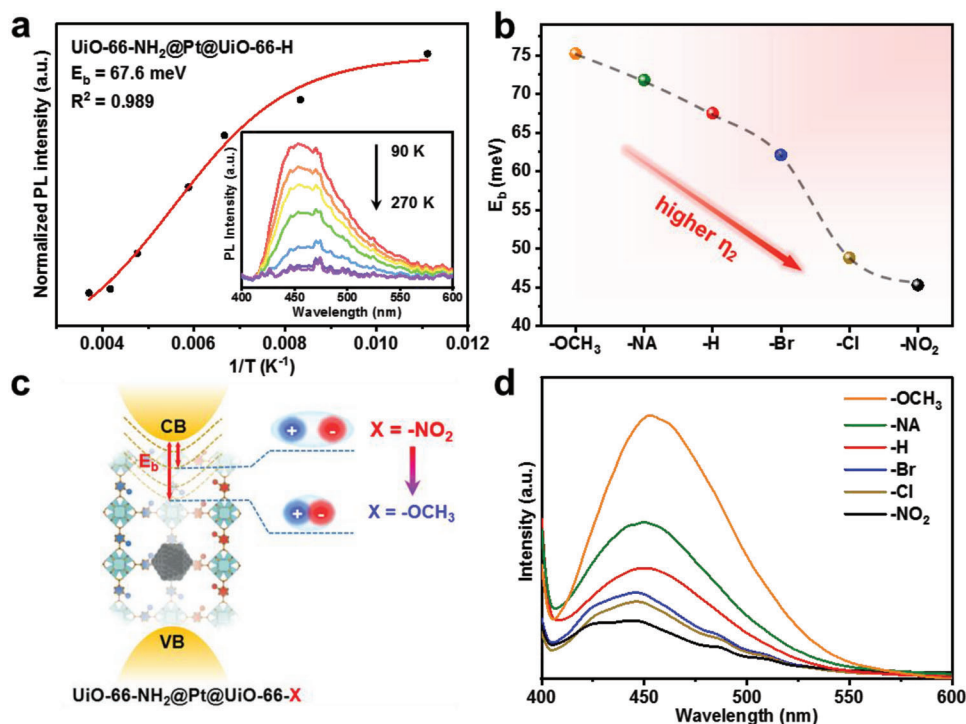 a
UiO-66-NH₂@Pt@UiO-66-H
E_b = 67.6 meV
R² = 0.989
Normalized PL intensity (a.u.)
1/T (K⁻¹)
0.004
0.006
0.008
0.010
0.012
PL Intensity (a.u.)
90 K
270 K
400
450
500
550
600
Wavelength (nm)
b
E_b (meV)
75
70
65
60
55
50
45
40
higher n₂
-OCH₃
-NA
-H
-Br
-Cl
-NO₂
c
CB
E_b
+ -
X = -NO₂
+ -
X = -OCH₃
VB
UiO-66-NH₂@Pt@UiO-66-X
d
Intensity (a.u.)
-OCH₃
-NA
-H
-Br
-Cl
-NO₂
400
450
500
550
600
Wavelength (nm)